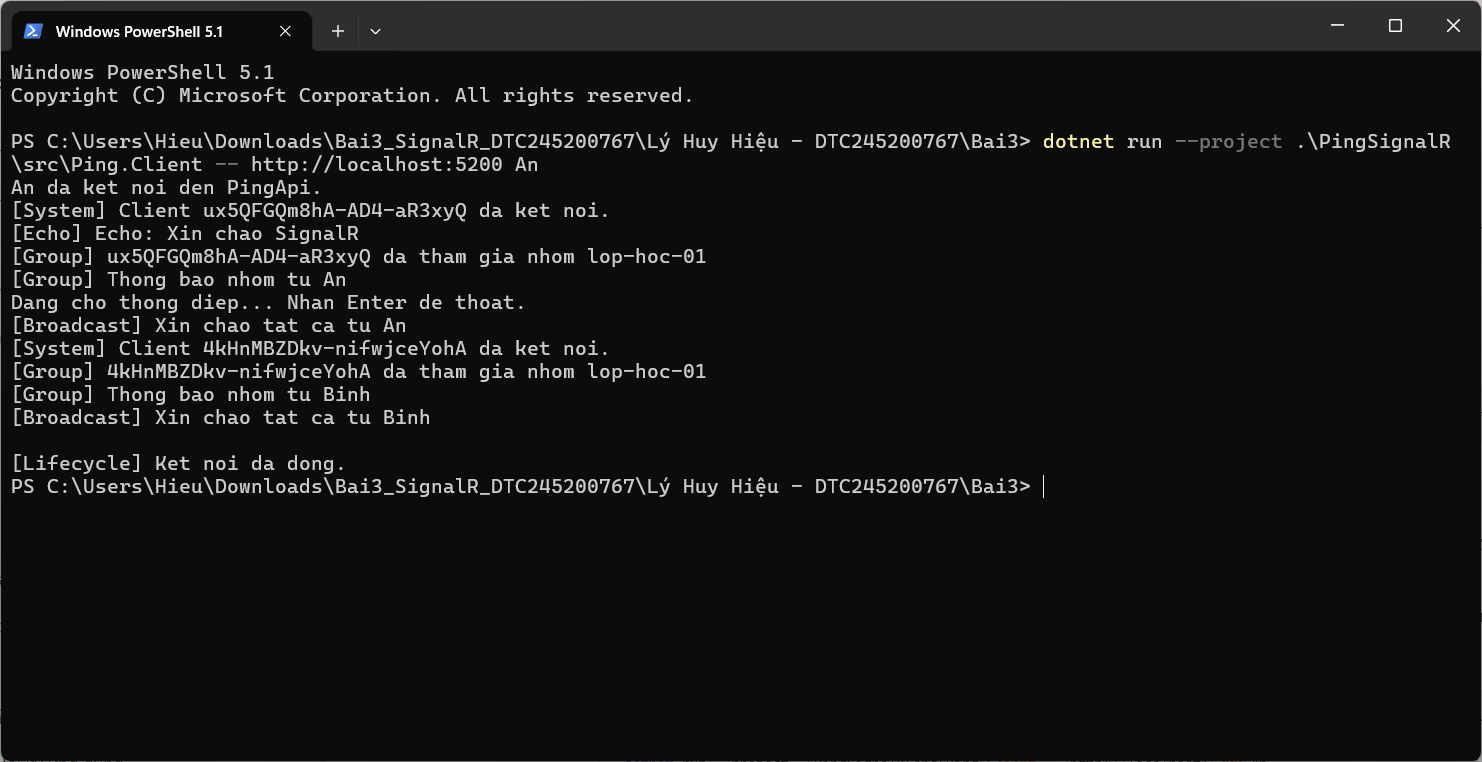 Windows PowerShell 5.1
Windows PowerShell 5.1
Copyright (C) Microsoft Corporation. All rights reserved.
PS C:\Users\Hieu\Downloads\Bai3_SignalR_DTC245200767\Lý Huy Hiệu - DTC245200767\Bai3> dotnet run --project .\PingSignalR
\src\Ping.Client -- http://localhost:5200 An
An da ket noi den PingApi.
[System] Client ux5QFGQm8hA-AD4-aR3xyQ da ket noi.
[Echo] Echo: Xin chao SignalR
[Group] ux5QFGQm8hA-AD4-aR3xyQ da tham gia nhom lop-hoc-01
[Group] Thong bao nhom tu An
Dang cho thong diep... Nhan Enter de thoat.
[Broadcast] Xin chao tat ca tu An
[System] Client 4kHnMBZDkv-nifwjceYohA da ket noi.
[Group] 4kHnMBZDkv-nifwjceYohA da tham gia nhom lop-hoc-01
[Group] Thong bao nhom tu Binh
[Broadcast] Xin chao tat ca tu Binh
[Lifecycle] Ket noi da dong.
PS C:\Users\Hieu\Downloads\Bai3_SignalR_DTC245200767\Lý Huy Hiệu - DTC245200767\Bai3>